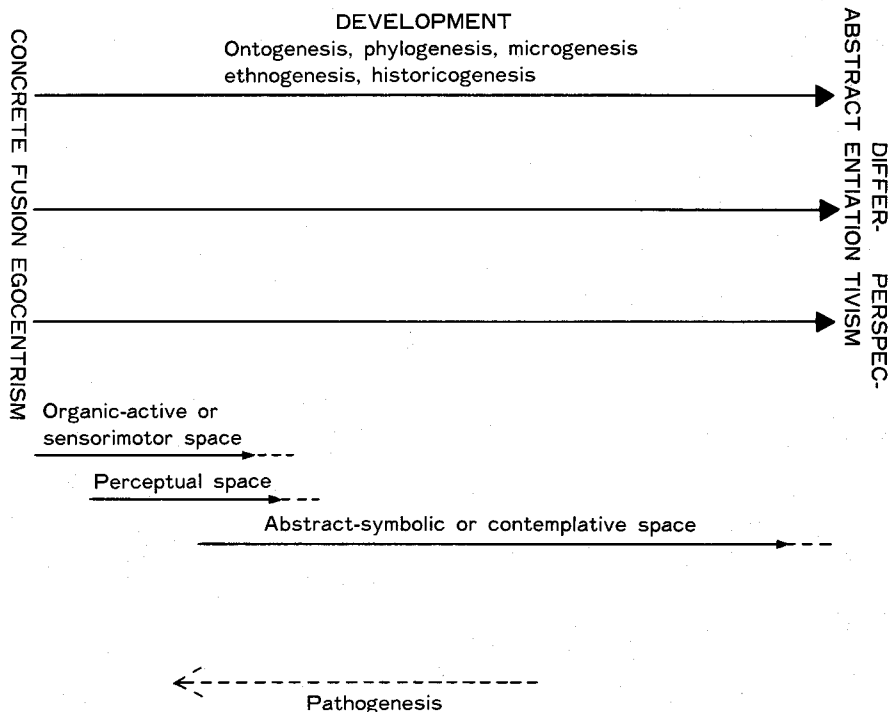 DEVELOPMENT
Ontogenesis, phylogenesis, microgenesis
ethnogenesis, historicogenesis
CONCRETE FUSION EGOCENTRISM
ABSTRACT
DIFFER-
ENTIATION
PERSPEC-
TIVISM
Organic-active or
sensorimotor space
Perceptual space
Abstract-symbolic or contemplative space
Pathogenesis